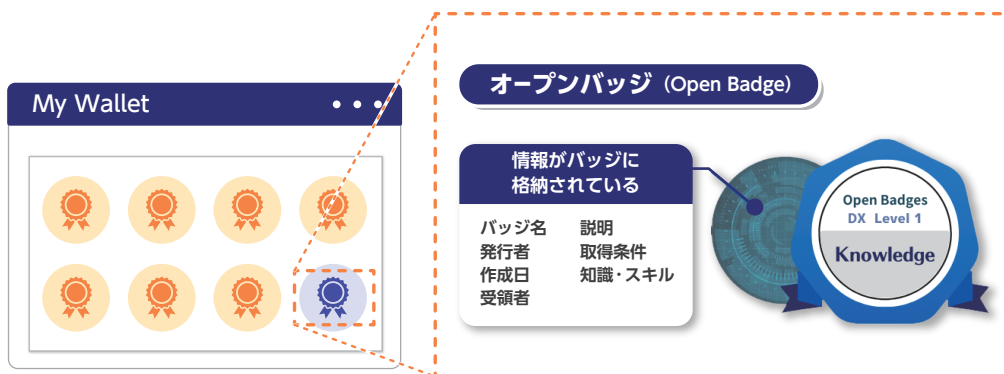 My Wallet
オープンバッジ（Open Badge）
情報がバッジに
格納されている
バッジ名 説明
発行者 取得条件
作成日 知識・スキル
受領者
Open Badges
DX Level 1
Knowledge